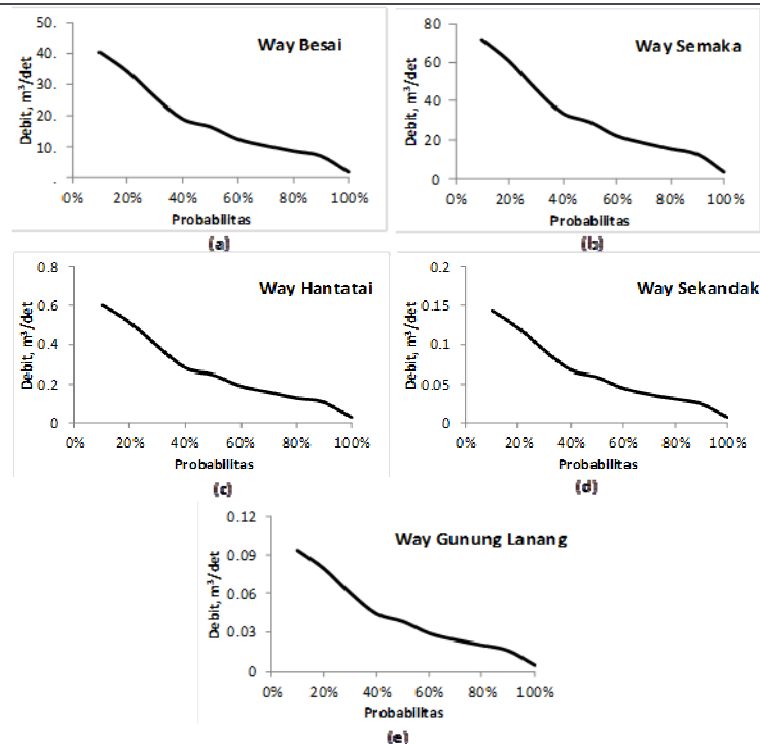 Way Besai
Debit, m³/det
50.
40.
30.
20.
10.
.
0% 20% 40% 60% 80% 100%
Probabilitas
(a)
Way Semaka
Debit, m³/det
80
60
40
20
0
0% 20% 40% 60% 80% 100%
Probabilitas
(b)
Way Hantatai
Debit, m³/det
0.8
0.6
0.4
0.2
0
0% 20% 40% 60% 80% 100%
Probabilitas
(c)
Way Sekandak
Debit, m³/det
0.2
0.15
0.1
0.05
0
0% 20% 40% 60% 80% 100%
Probabilitas
(d)
Way Gunung Lanang
Debit, m³/det
0.12
0.09
0.06
0.03
0
0% 20% 40% 60% 80% 100%
Probabilitas
(e)